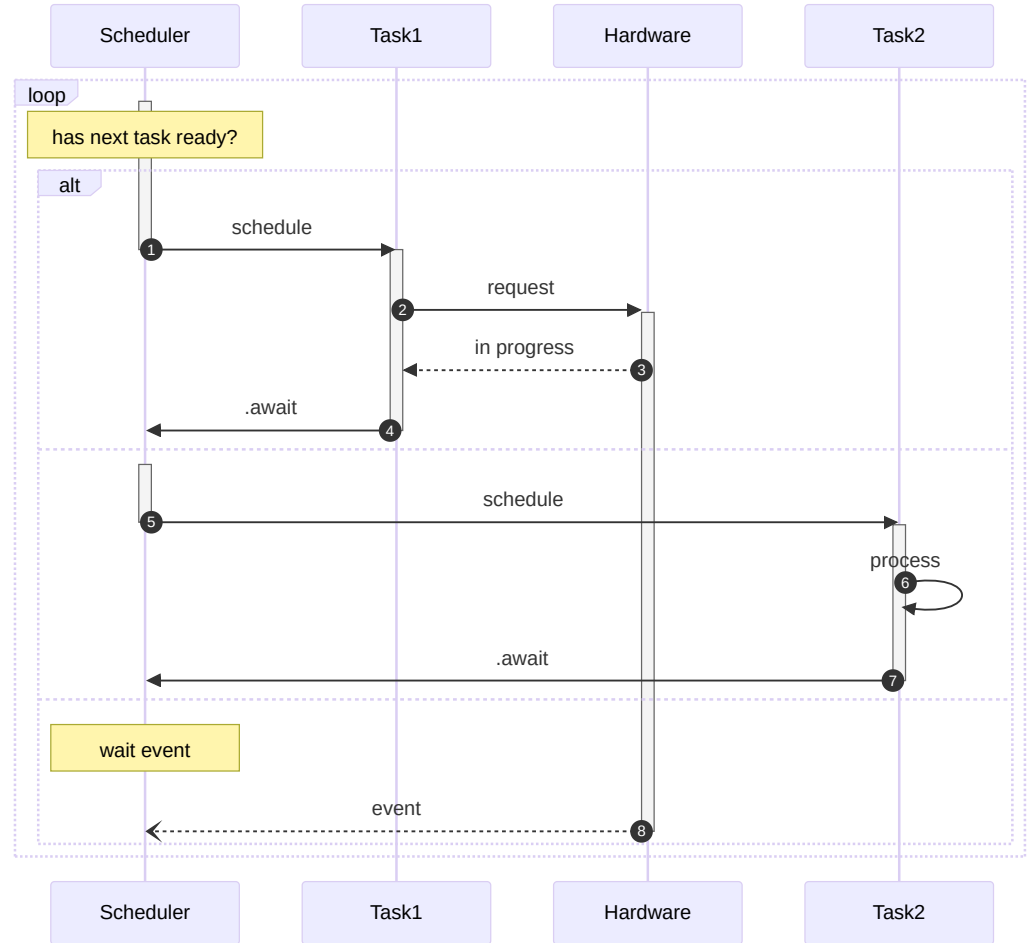 Scheduler
Task1
Hardware
Task2
loop
has next task ready?
alt
schedule
1
request
2
in progress
3
.await
4
schedule
5
process
6
.await
7
wait event
event
8
Scheduler
Task1
Hardware
Task2